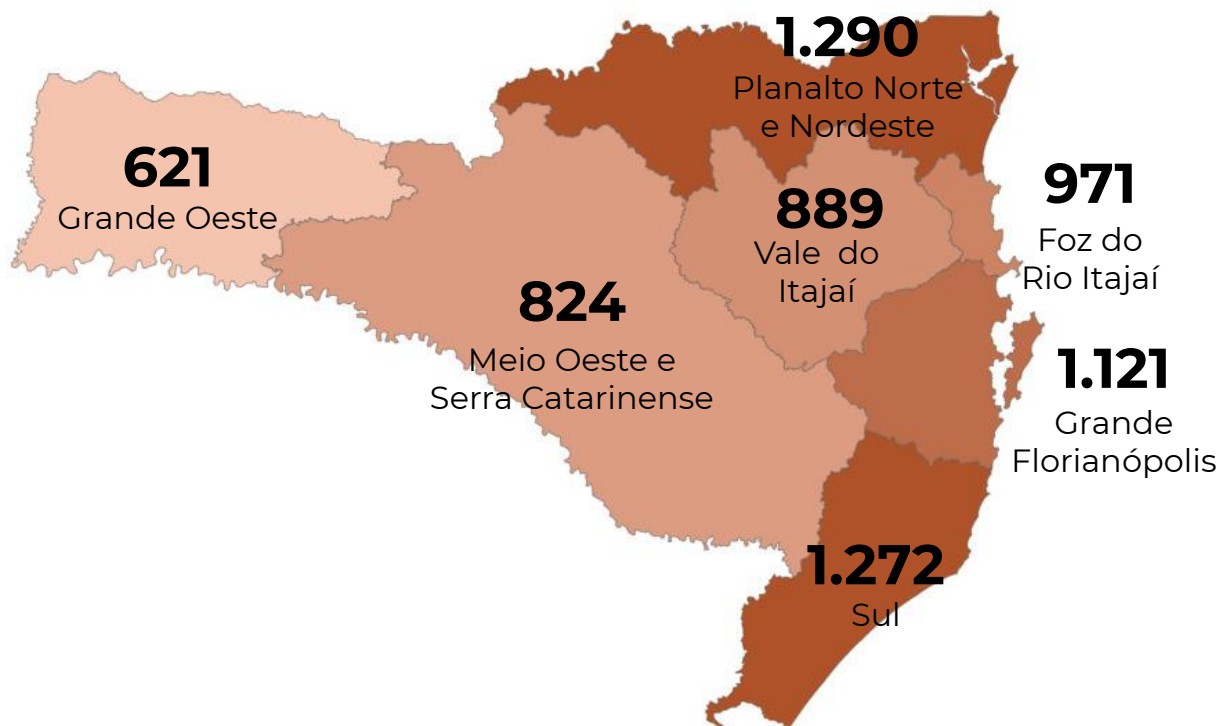 1.290
Planalto Norte
e Nordeste
621
Grande Oeste
889
Vale do
Itajaí
971
Foz do
Rio Itajaí
824
Meio Oeste e
Serra Catarinense
1.121
Grande
Florianópolis
1.272
Sul